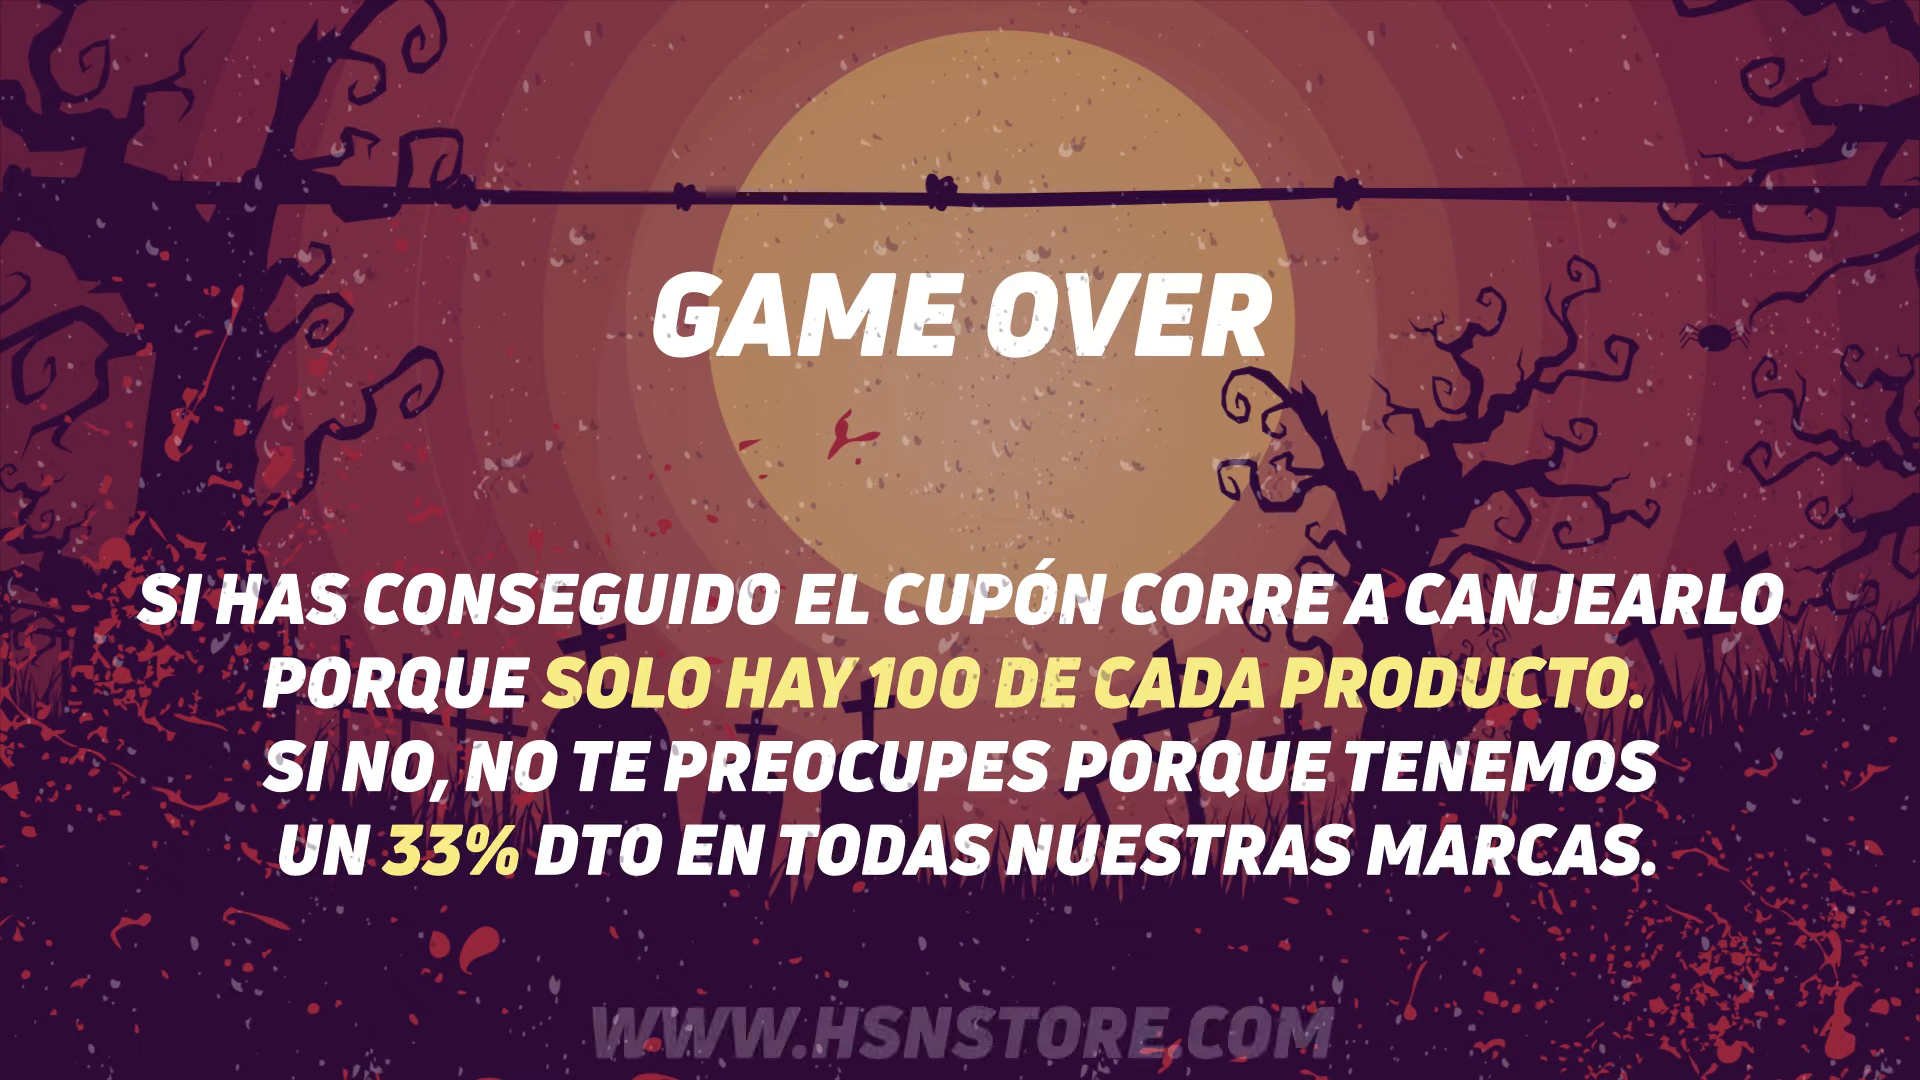 GAME OVER
SI HAS CONSEGUIDO EL CUPÓN CORRE A CANJEARLO
PORQUE SOLO HAY 100 DE CADA PRODUCTO.
SI NO, NO TE PREOCUPES PORQUE TENEMOS
UN 33% DTO EN TODAS NUESTRAS MARCAS.
WWW.HSNSTORE.COM